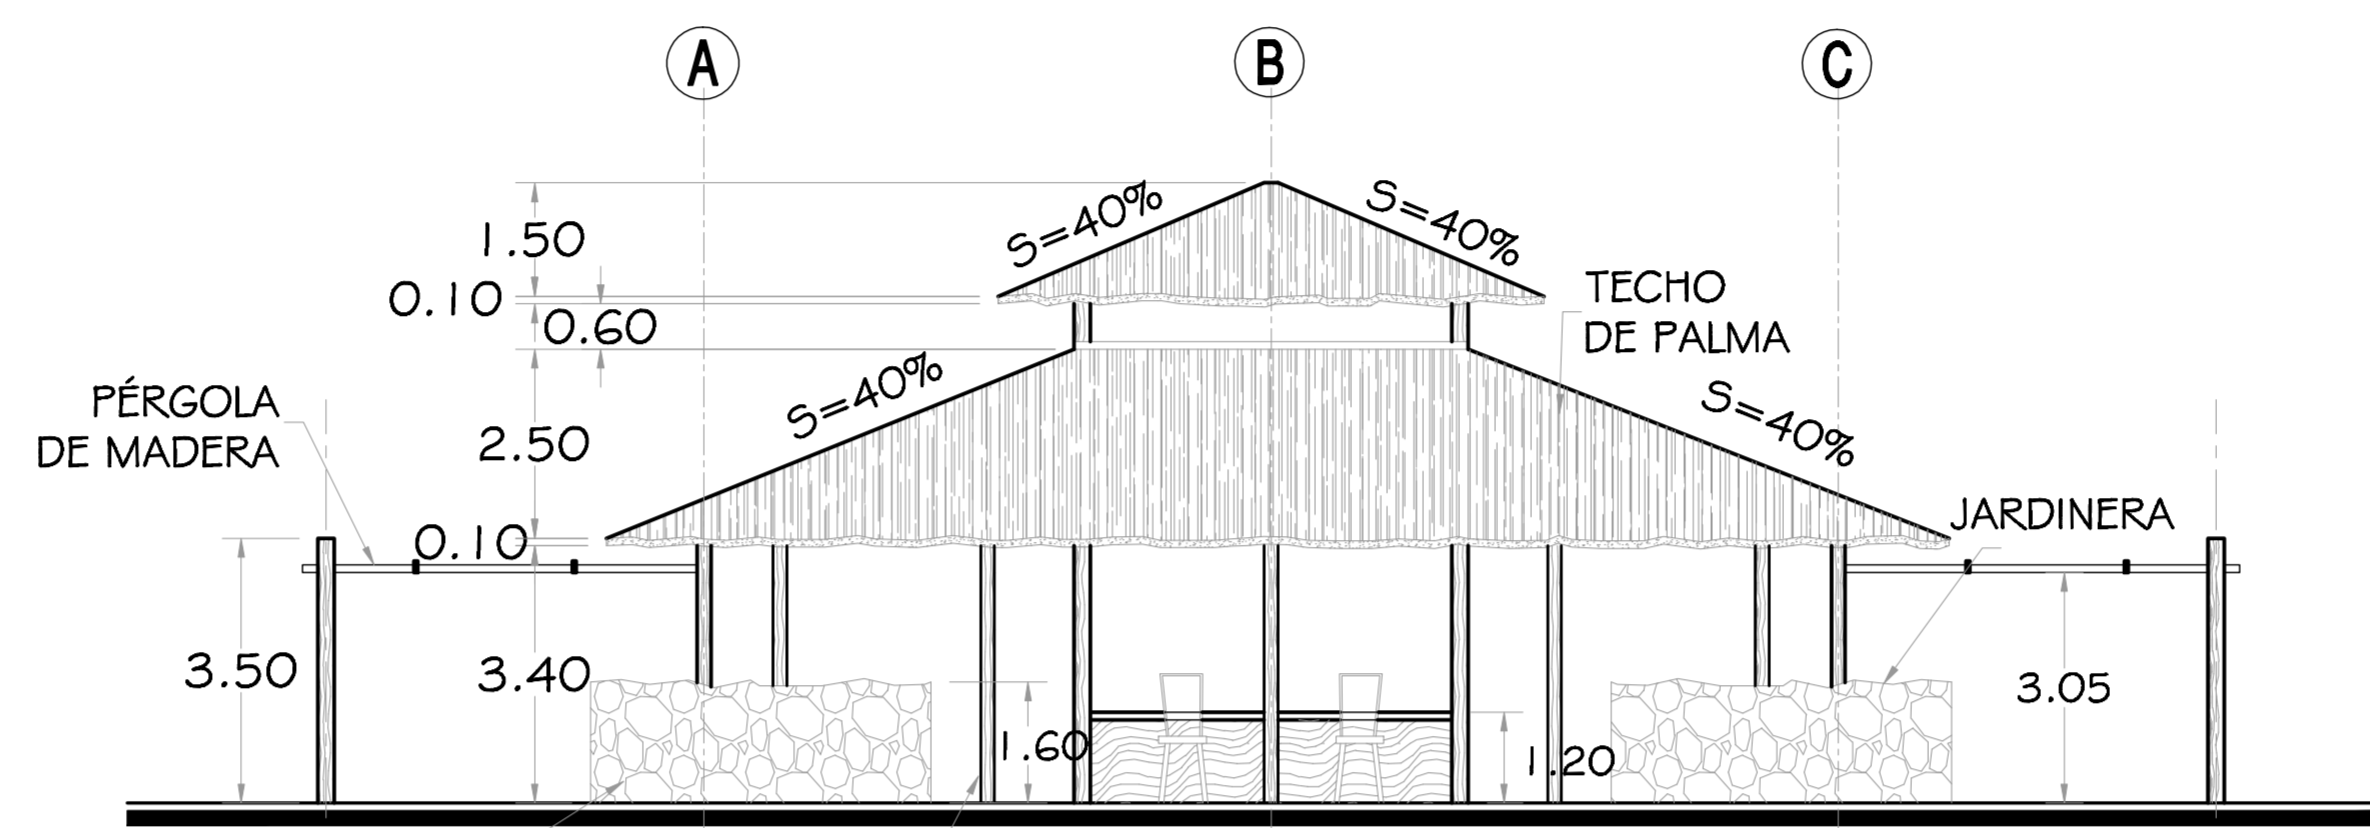 A
B
C
S=40%
S=40%
1.50
0.10
0.60
TECHO
DE PALMA
S=40%
S=40%
PÉRGOLA
DE MADERA
2.50
JARDINERA
0.10
3.50
3.40
3.05
1.60
1.20